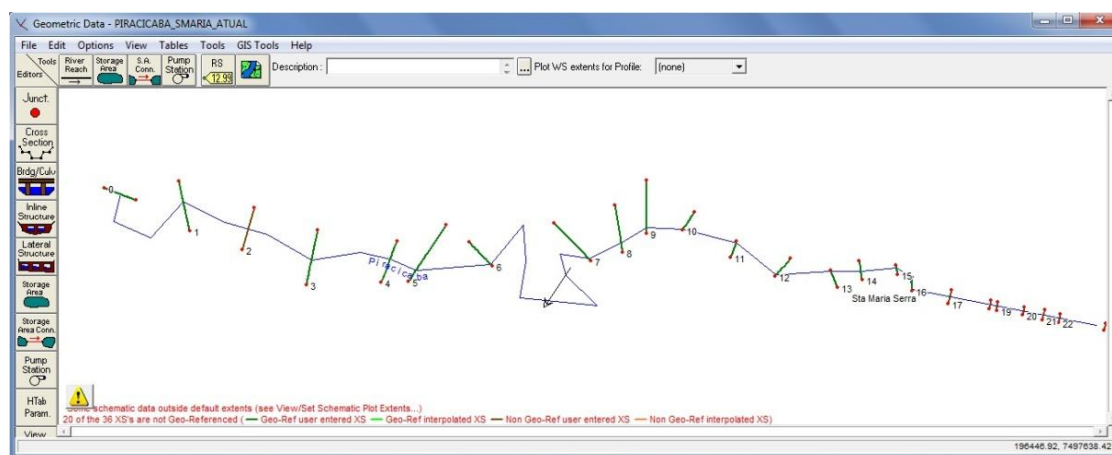 Geometric Data - PIRACICABA_SMARIA_ATUAL
File Edit Options View Tables Tools GIS Tools Help
Tools
Editors
River
Reach
Storage
Area
S.A.
Conn.
Pump
Station
RS
12.99
Description :
...
Plot WS extents for Profile:
(none)
Junct.
Cross
Section
Brdg/Culv
Inline
Structure
Lateral
Structure
Storage
Area
Storage
Area Conn.
Pump
Station
HTab
Param.
View
0
1
2
3
4
5
6
7
8
9
10
11
12
13
14
15
16
17
19
20
21
22
Piracicaba
Sta Maria Serra
Some schematic data outside default extents (see View/Set Schematic Plot Extents...)
20 of the 36 XS's are not Geo-Referenced ( Geo-Ref user entered XS Geo-Ref interpolated XS Non Geo-Ref user entered XS Non Geo-Ref interpolated XS)
196446.92, 7497638.42